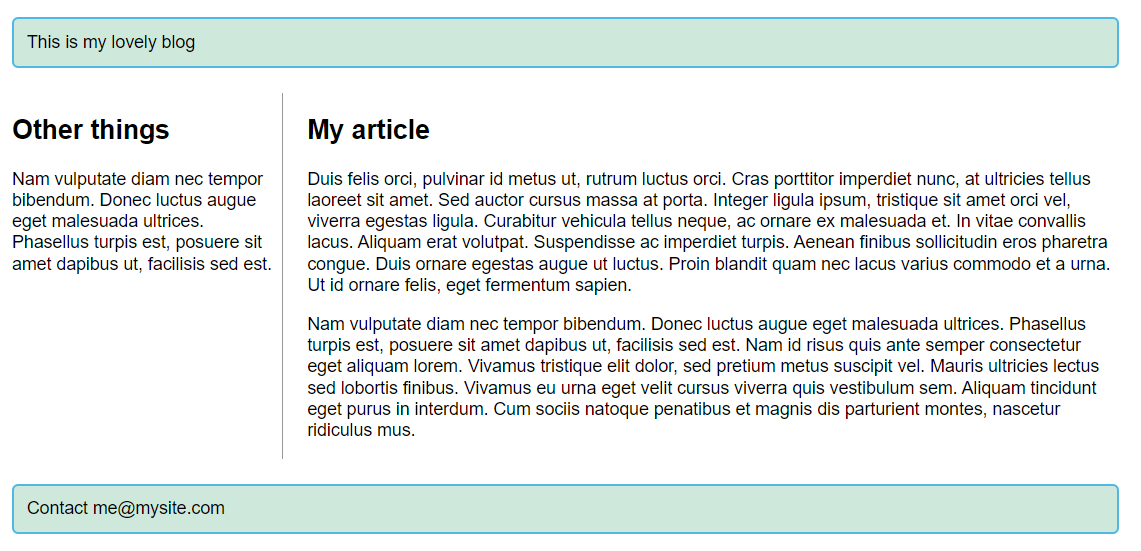 This is my lovely blog
Other things
Nam vulputate diam nec tempor
bibendum. Donec luctus augue
eget malesuada ultrices.
Phasellus turpis est, posuere sit
amet dapibus ut, facilisis sed est.
My article
Duis felis orci, pulvinar id metus ut, rutrum luctus orci. Cras porttitor imperdiet nunc, at ultricies tellus
laoreet sit amet. Sed auctor cursus massa at porta. Integer ligula ipsum, tristique sit amet orci vel,
viverra egestas ligula. Curabitur vehicula tellus neque, ac ornare ex malesuada et. In vitae convallis
lacus. Aliquam erat volutpat. Suspendisse ac imperdiet turpis. Aenean finibus sollicitudin eros pharetra
congue. Duis ornare egestas augue ut luctus. Proin blandit quam nec lacus varius commodo et a urna.
Ut id ornare felis, eget fermentum sapien.
Nam vulputate diam nec tempor bibendum. Donec luctus augue eget malesuada ultrices. Phasellus
turpis est, posuere sit amet dapibus ut, facilisis sed est. Nam id risus quis ante semper consectetur
eget aliquam lorem. Vivamus tristique elit dolor, sed pretium metus suscipit vel. Mauris ultricies lectus
sed lobortis finibus. Vivamus eu urna eget velit cursus viverra quis vestibulum sem. Aliquam tincidunt
eget purus in interdum. Cum sociis natoque penatibus et magnis dis parturient montes, nascetur
ridiculus mus.
Contact me@mysite.com